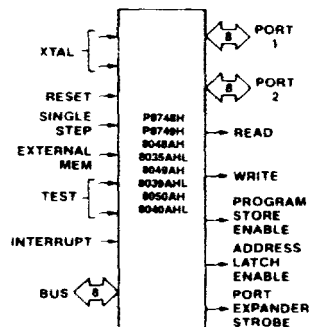 XTAL
RESET
SINGLE
STEP
EXTERNAL
MEM
TEST
INTERRUPT
BUS
8
P8748H
P8749H
8048AH
8035AHL
8049AH
8039AHL
8050AH
8040AHL
8
PORT
1
8
PORT
2
READ
WRITE
PROGRAM
STORE
ENABLE
ADDRESS
LATCH
ENABLE
PORT
EXPANDER
STROBE